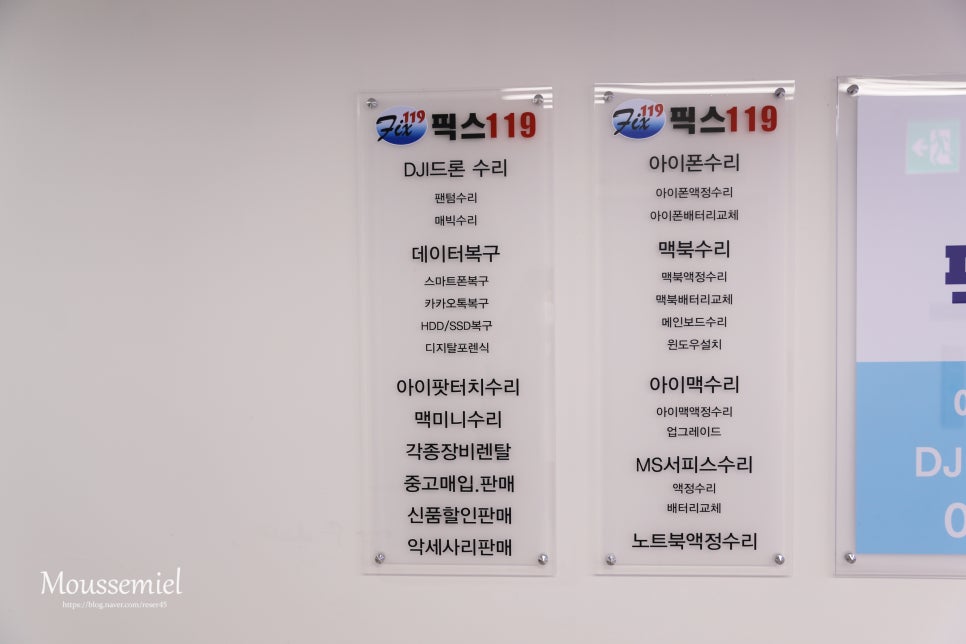 Fix119 픽스119
DJI드론 수리
팬텀수리
매빅수리
데이터복구
스마트폰복구
카카오톡복구
HDD/SSD복구
디지탈포렌식
아이팟터치수리
맥미니수리
각종장비렌탈
중고매입.판매
신품할인판매
악세사리판매
Fix119 픽스119
아이폰수리
아이폰액정수리
아이폰배터리교체
맥북수리
맥북액정수리
맥북배터리교체
메인보드수리
윈도우설치
아이맥수리
아이맥액정수리
업그레이드
MS서피스수리
액정수리
배터리교체
노트북액정수리
DJI
Moussemiel
https://blog.naver.com/reser45